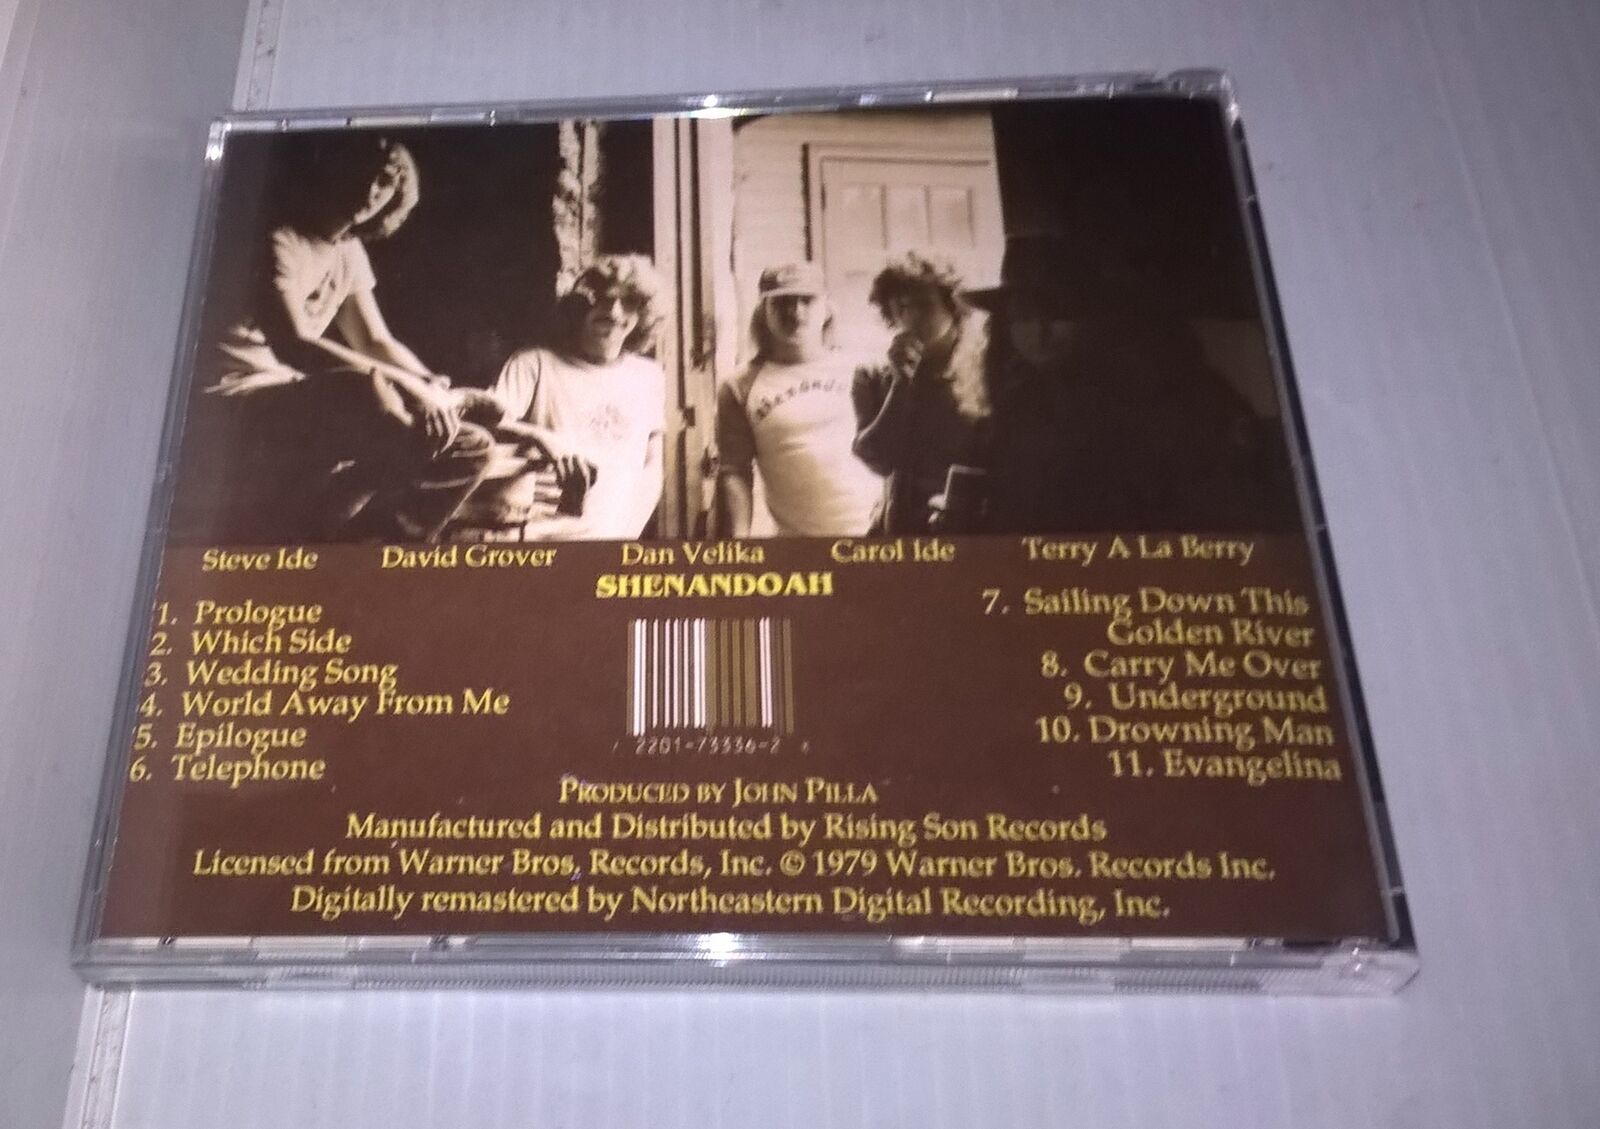 Steve Ide David Grover Dan Velika Carol Ide Terry A La Berry
SHENANDOAH
1. Prologue
2. Which Side
3. Wedding Song
4. World Away From Me
5. Epilogue
6. Telephone
7. Sailing Down This
Golden River
8. Carry Me Over
9. Underground
10. Drowning Man
11. Evangelina
2201-73336-2
PRODUCED BY JOHN PILLA
Manufactured and Distributed by Rising Son Records
Licensed from Warner Bros, Records, Inc. © 1979 Warner Bros. Records Inc.
Digitally remastered by Northeastern Digital Recording, Inc.